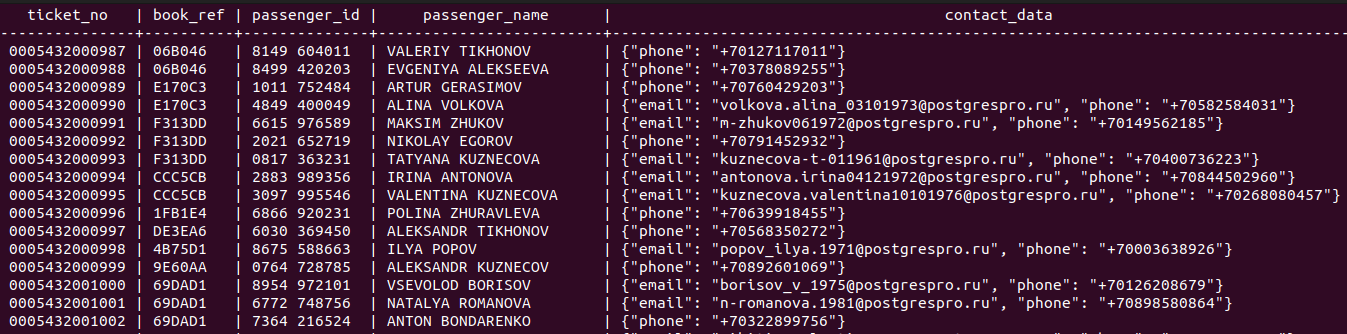 ticket_no | book_ref | passenger_id | passenger_name | contact_data
---------------+----------+--------------+-------------------------+---------------------------------------------------------------------------------
0005432000987 | 06B046 | 8149 604011 | VALERIY TIKHONOV | {"phone": "+70127117011"}
0005432000988 | 06B046 | 8499 420203 | EVGENIYA ALEKSEEVA | {"phone": "+70378089255"}
0005432000989 | E170C3 | 1011 752484 | ARTUR GERASIMOV | {"phone": "+70760429203"}
0005432000990 | E170C3 | 4849 400049 | ALINA VOLKOVA | {"email": "volkova.alina_03101973@postgrespro.ru", "phone": "+70582584031"}
0005432000991 | F313DD | 6615 976589 | MAKSIM ZHUKOV | {"email": "m-zhukov061972@postgrespro.ru", "phone": "+70149562185"}
0005432000992 | F313DD | 2021 652719 | NIKOLAY EGOROV | {"phone": "+70791452932"}
0005432000993 | F313DD | 0817 363231 | TATYANA KUZNECOVA | {"email": "kuznecova-t-011961@postgrespro.ru", "phone": "+70400736223"}
0005432000994 | CCC5CB | 2883 989356 | IRINA ANTONOVA | {"email": "antonova.irina04121972@postgrespro.ru", "phone": "+70844502960"}
0005432000995 | CCC5CB | 3097 995546 | VALENTINA KUZNECOVA | {"email": "kuznecova.valentina10101976@postgrespro.ru", "phone": "+70268080457"}
0005432000996 | 1FB1E4 | 6866 920231 | POLINA ZHURAVLEVA | {"phone": "+70639918455"}
0005432000997 | DE3EA6 | 6030 369450 | ALEKSANDR TIKHONOV | {"phone": "+70568350272"}
0005432000998 | 4B75D1 | 8675 588663 | ILYA POPOV | {"email": "popov_ilya.1971@postgrespro.ru", "phone": "+70003638926"}
0005432000999 | 9E60AA | 0764 728785 | ALEKSANDR KUZNECOV | {"phone": "+70892601069"}
0005432001000 | 69DAD1 | 8954 972101 | VSEVOLOD BORISOV | {"email": "borisov_v_1975@postgrespro.ru", "phone": "+70126208679"}
0005432001001 | 69DAD1 | 6772 748756 | NATALYA ROMANOVA | {"email": "n-romanova.1981@postgrespro.ru", "phone": "+70898580864"}
0005432001002 | 69DAD1 | 7364 216524 | ANTON BONDARENKO | {"phone": "+70322899756"}